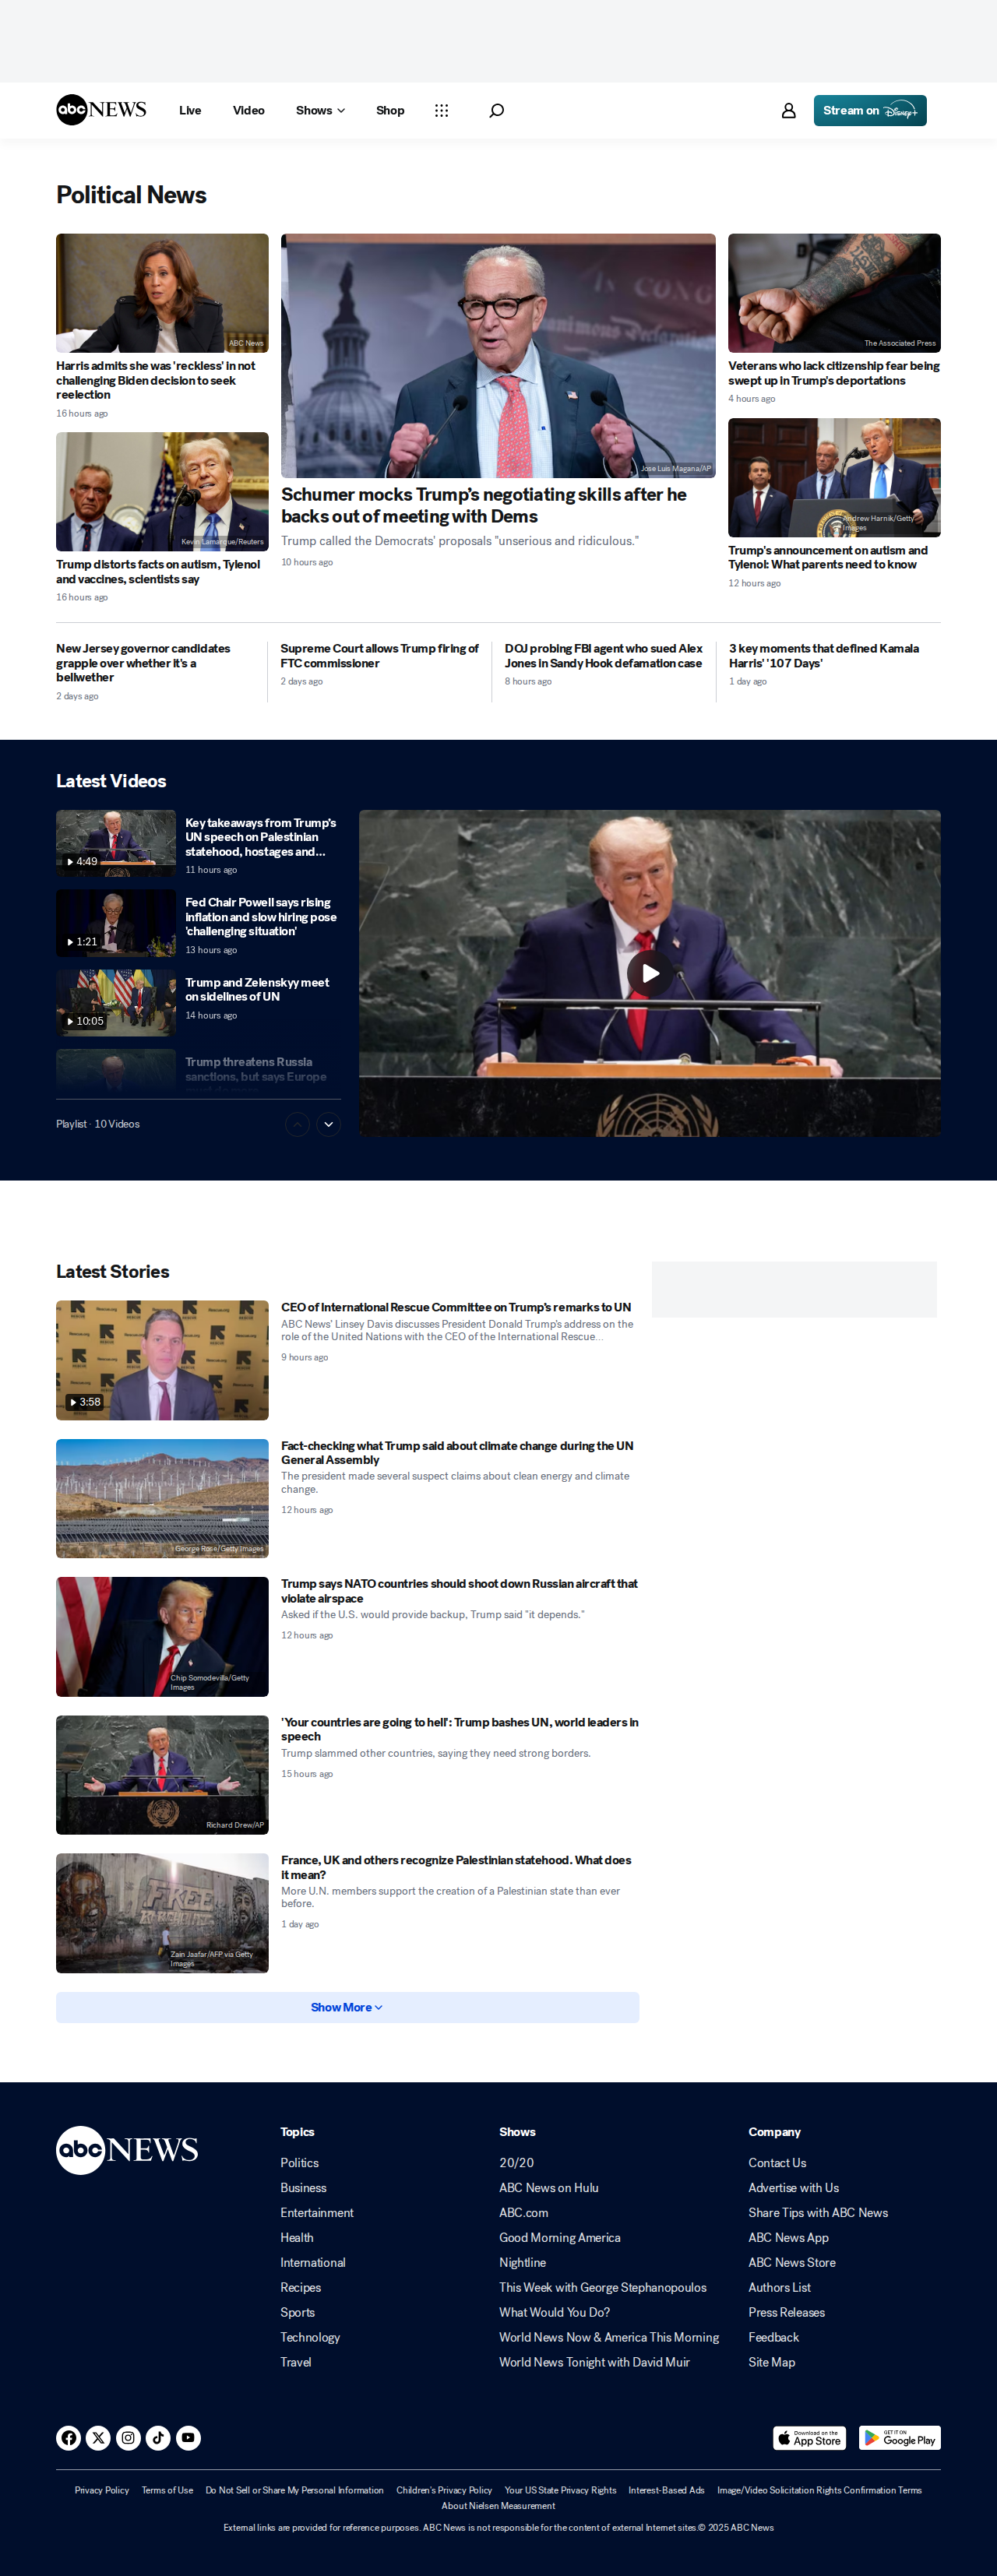 abc NEWS
Live
Video
Shows
Shop
Stream on Disney+
Political News
ABC News
Harris admits she was 'reckless' in not
challenging Biden decision to seek
reelection
16 hours ago
Kevin Lamarque/Reuters
Trump distorts facts on autism, Tylenol
and vaccines, scientists say
16 hours ago
Jose Luis Magana/AP
Schumer mocks Trump’s negotiating skills after he
backs out of meeting with Dems
Trump called the Democrats' proposals "unserious and ridiculous."
10 hours ago
The Associated Press
Veterans who lack citizenship fear being
swept up in Trump's deportations
4 hours ago
Andrew Harnik/Getty
Images
Trump's announcement on autism and
Tylenol: What parents need to know
12 hours ago
New Jersey governor candidates
grapple over whether it's a
bellwether
2 days ago
Supreme Court allows Trump firing of
FTC commissioner
2 days ago
DOJ probing FBI agent who sued Alex
Jones in Sandy Hook defamation case
8 hours ago
3 key moments that defined Kamala
Harris' '107 Days'
1 day ago
Latest Videos
4:49
Key takeaways from Trump’s
UN speech on Palestinian
statehood, hostages and...
11 hours ago
1:21
Fed Chair Powell says rising
inflation and slow hiring pose
'challenging situation'
13 hours ago
10:05
Trump and Zelenskyy meet
on sidelines of UN
14 hours ago
Trump threatens Russia
sanctions, but says Europe
Playlist · 10 Videos
Latest Stories
3:58
CEO of International Rescue Committee on Trump's remarks to UN
ABC News’ Linsey Davis discusses President Donald Trump’s address on the
role of the United Nations with the CEO of the International Rescue...
9 hours ago
George Rose/Getty Images
Fact-checking what Trump said about climate change during the UN
General Assembly
The president made several suspect claims about clean energy and climate
change.
12 hours ago
Chip Somodevilla/Getty
Images
Trump says NATO countries should shoot down Russian aircraft that
violate airspace
Asked if the U.S. would provide backup, Trump said "it depends."
12 hours ago
Richard Drew/AP
'Your countries are going to hell': Trump bashes UN, world leaders in
speech
Trump slammed other countries, saying they need strong borders.
15 hours ago
FREE
Zain Jaafar/AFP via Getty
Images
France, UK and others recognize Palestinian statehood. What does
it mean?
More U.N. members support the creation of a Palestinian state than ever
before.
1 day ago
Show More
abc NEWS
Topics
Politics
Business
Entertainment
Health
International
Recipes
Sports
Technology
Travel
Shows
20/20
ABC News on Hulu
ABC.com
Good Morning America
Nightline
This Week with George Stephanopoulos
What Would You Do?
World News Now & America This Morning
World News Tonight with David Muir
Company
Contact Us
Advertise with Us
Share Tips with ABC News
ABC News App
ABC News Store
Authors List
Press Releases
Feedback
Site Map
Download on the
App Store
GET IT ON
Google Play
Privacy Policy
Terms of Use
Do Not Sell or Share My Personal Information
Children's Privacy Policy
Your US State Privacy Rights
Interest-Based Ads
Image/Video Solicitation Rights Confirmation Terms
About Nielsen Measurement
External links are provided for reference purposes. ABC News is not responsible for the content of external Internet sites.© 2025 ABC News